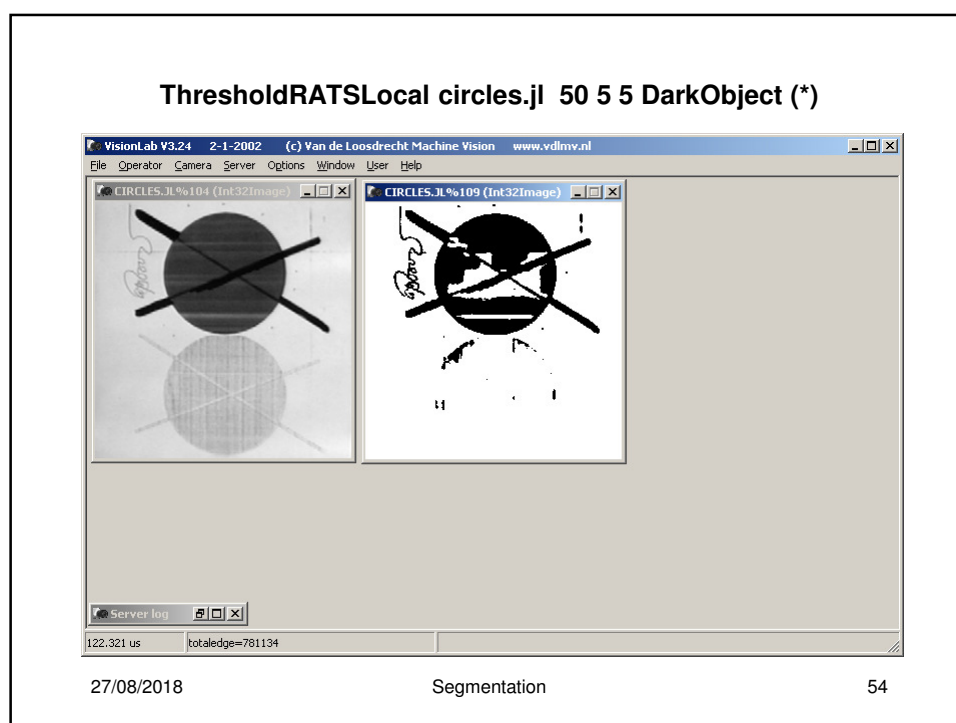 ThresholdRATSLocal circles.jl 50 5 5 DarkObject (*)
VisionLab V3.24 2-1-2002 (c) Van de Loosdrecht Machine Vision www.vdlmv.nl
File Operator Camera Server Options Window User Help
CIRCLES.JL%104 (Int32Image)
CIRCLES.JL%109 (Int32Image)
Server log
122.321 us totaledge=781134
27/08/2018 Segmentation 54